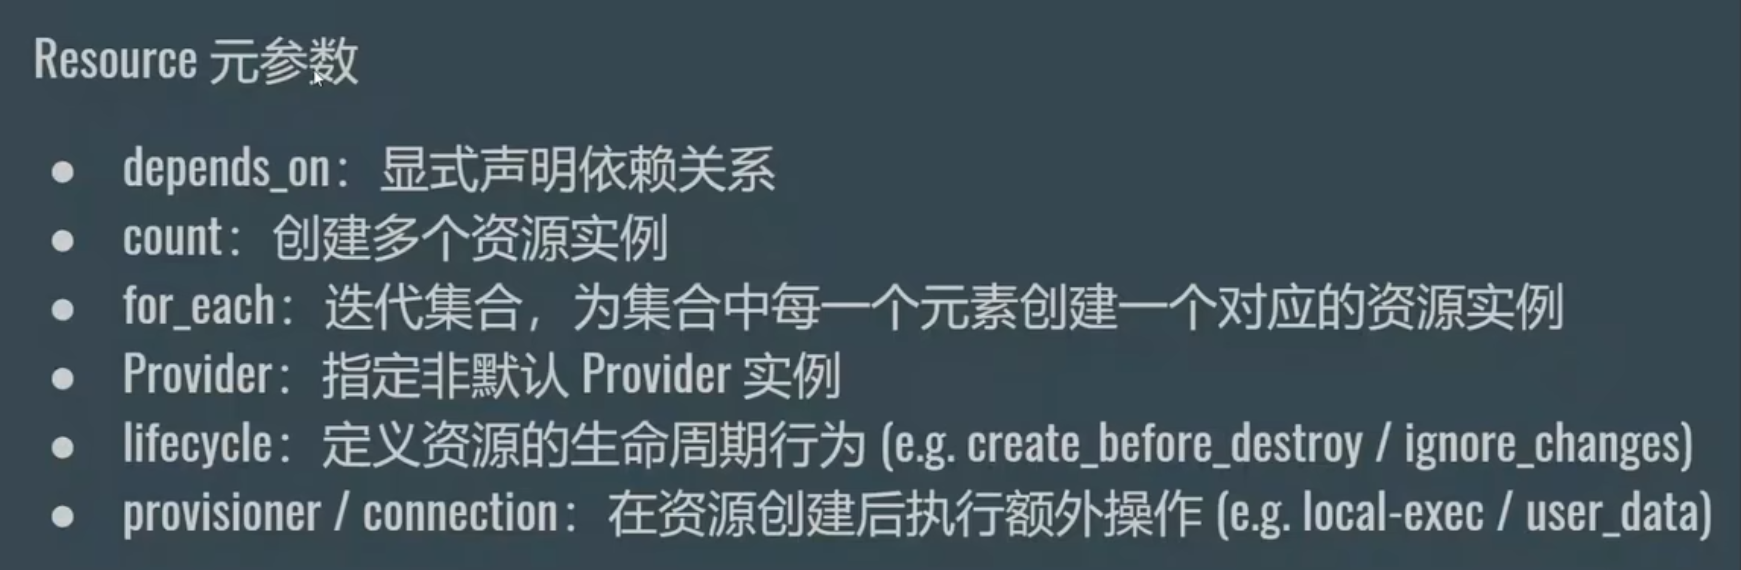 Resource 元参数
● depends_on：显式声明依赖关系
● count：创建多个资源实例
● for_each：迭代集合，为集合中每一个元素创建一个对应的资源实例
● Provider：指定非默认 Provider 实例
● lifecycle：定义资源的生命周期行为 (e.g. create_before_destroy / ignore_changes)
● provisioner / connection：在资源创建后执行额外操作 (e.g. local-exec / user_data)